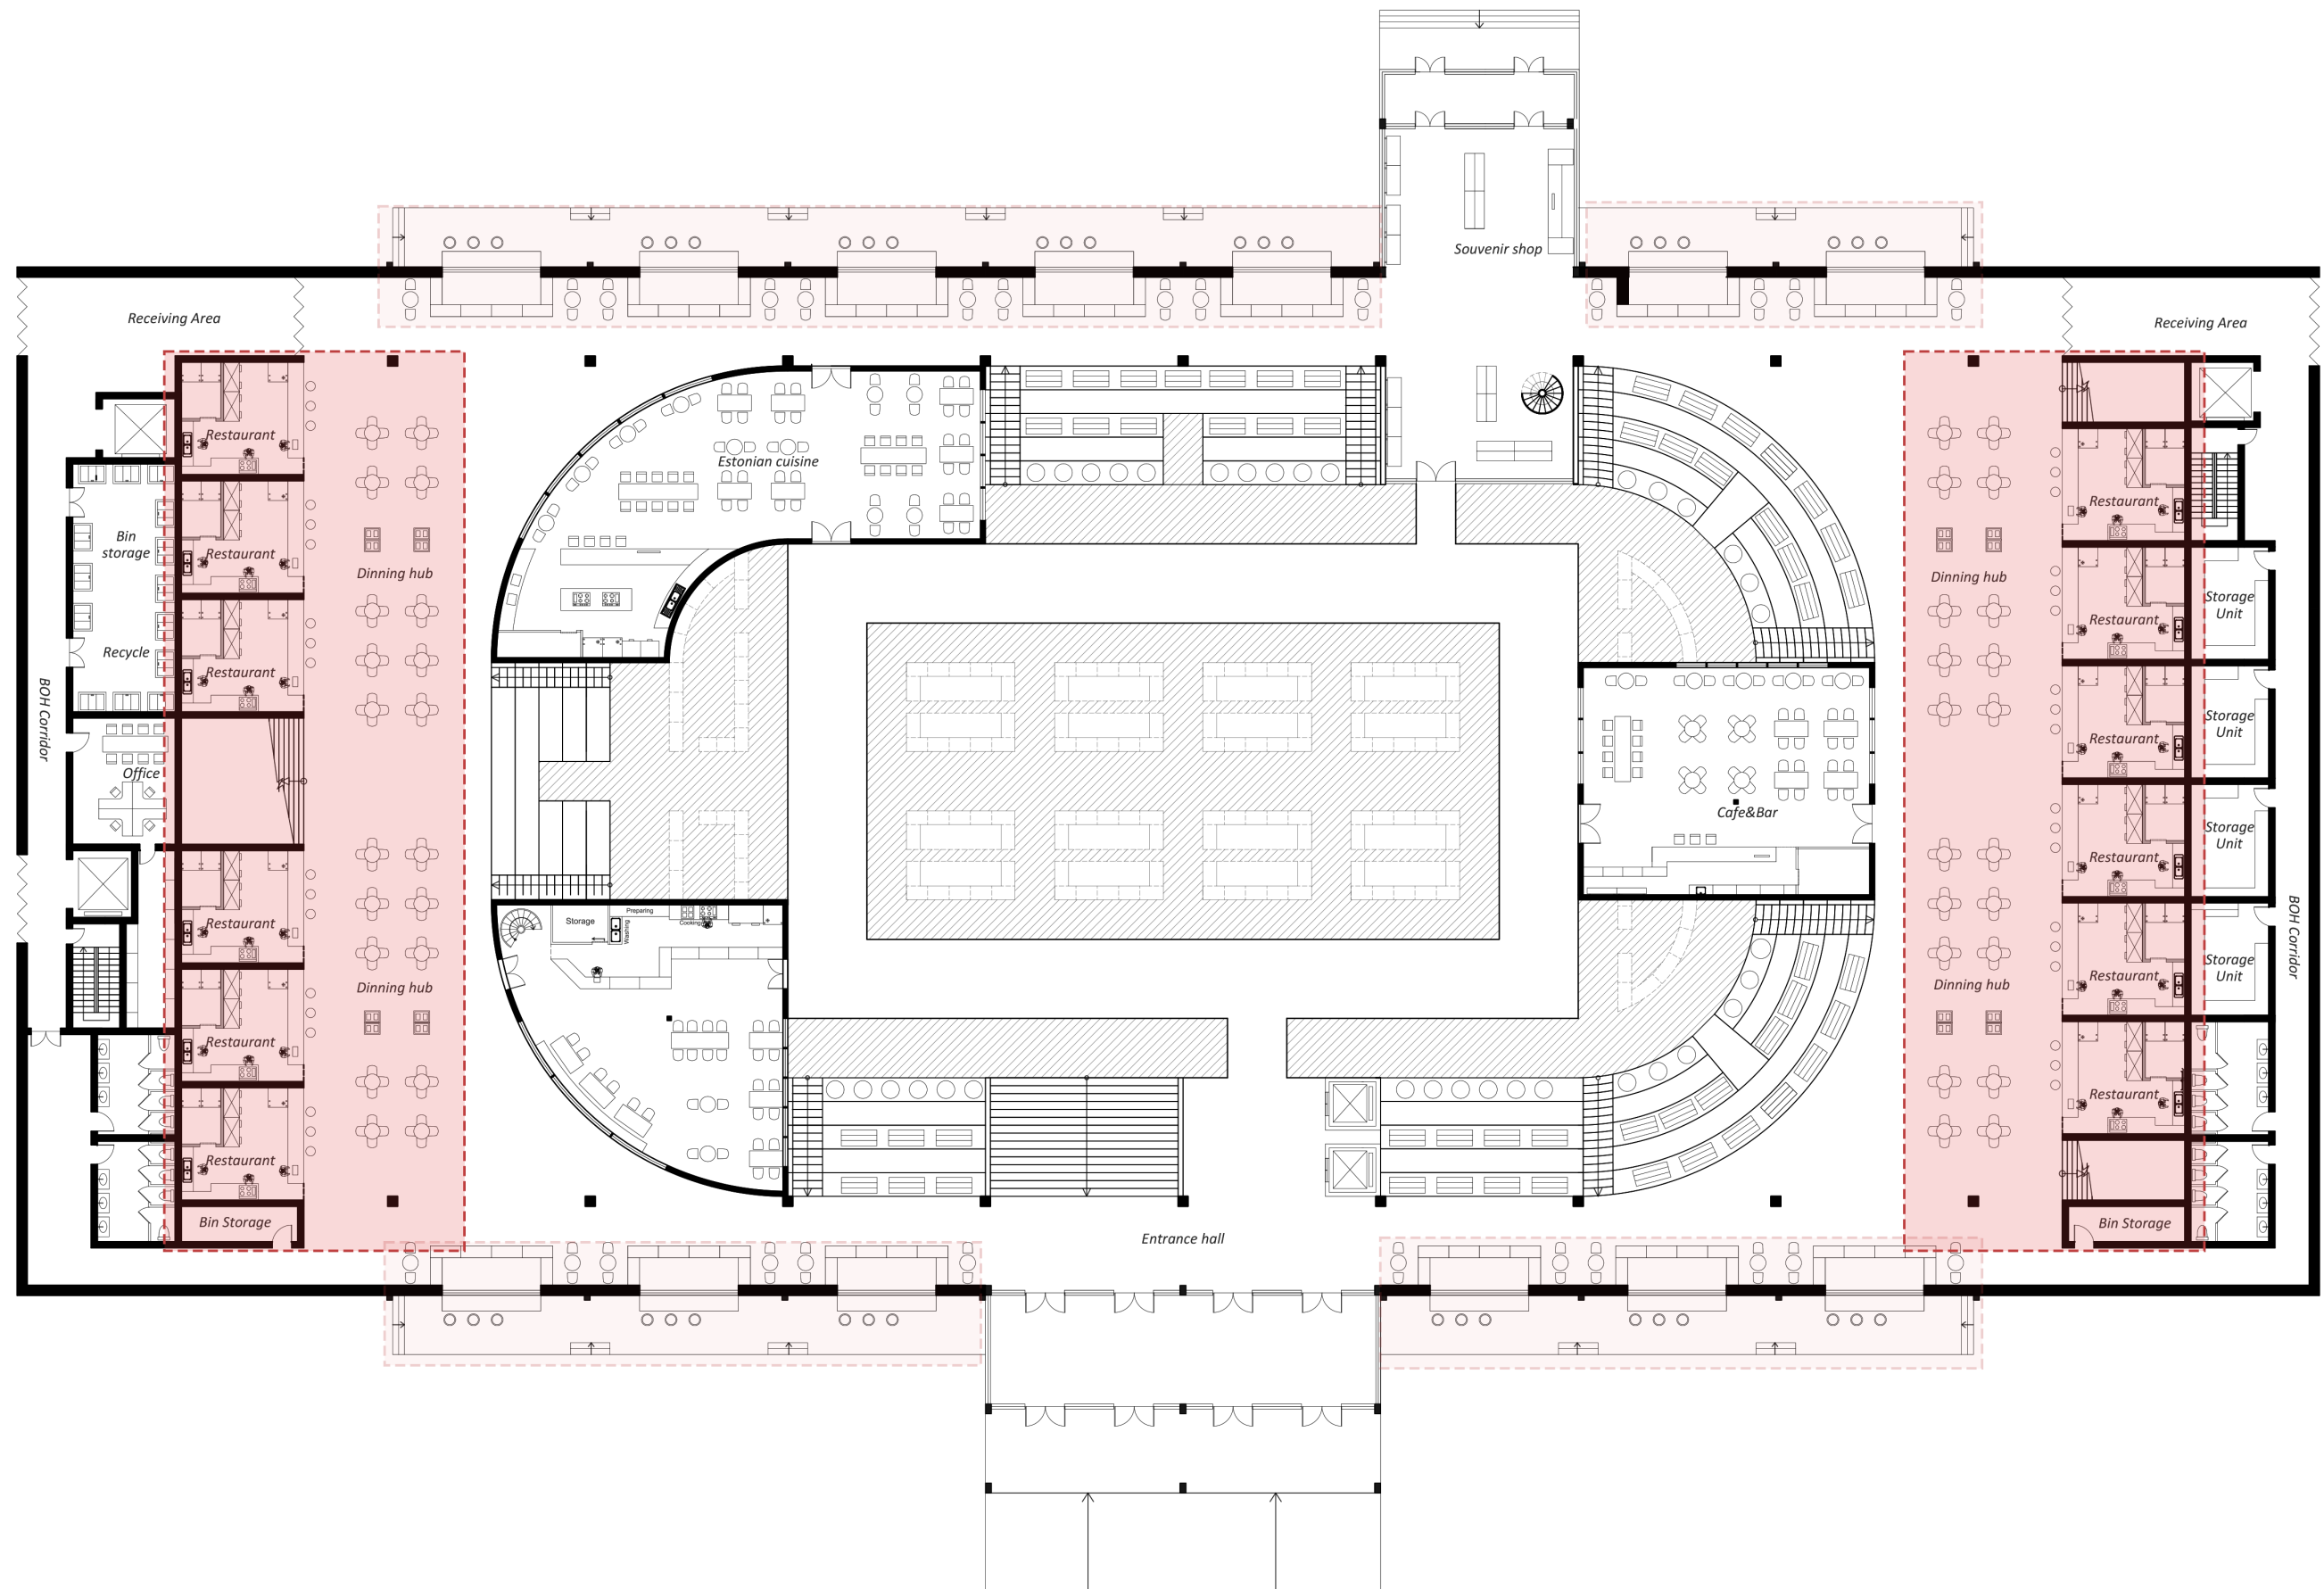 Souvenir shop
Receiving Area
Receiving Area
Restaurant
Estonian cuisine
Restaurant
Bin
storage
Restaurant
Dinning hub
Dinning hub
Storage
Unit
Restaurant
Recycle
Restaurant
BOH Corridor
Storage
Unit
Restaurant
Office
Cafe&Bar
Storage
Unit
Restaurant
Storage
Preparing
Washing
Cooking
Restaurant
BOH Corridor
Storage
Unit
Restaurant
Dinning hub
Dinning hub
Restaurant
Restaurant
Restaurant
Bin Storage
Bin Storage
Entrance hall